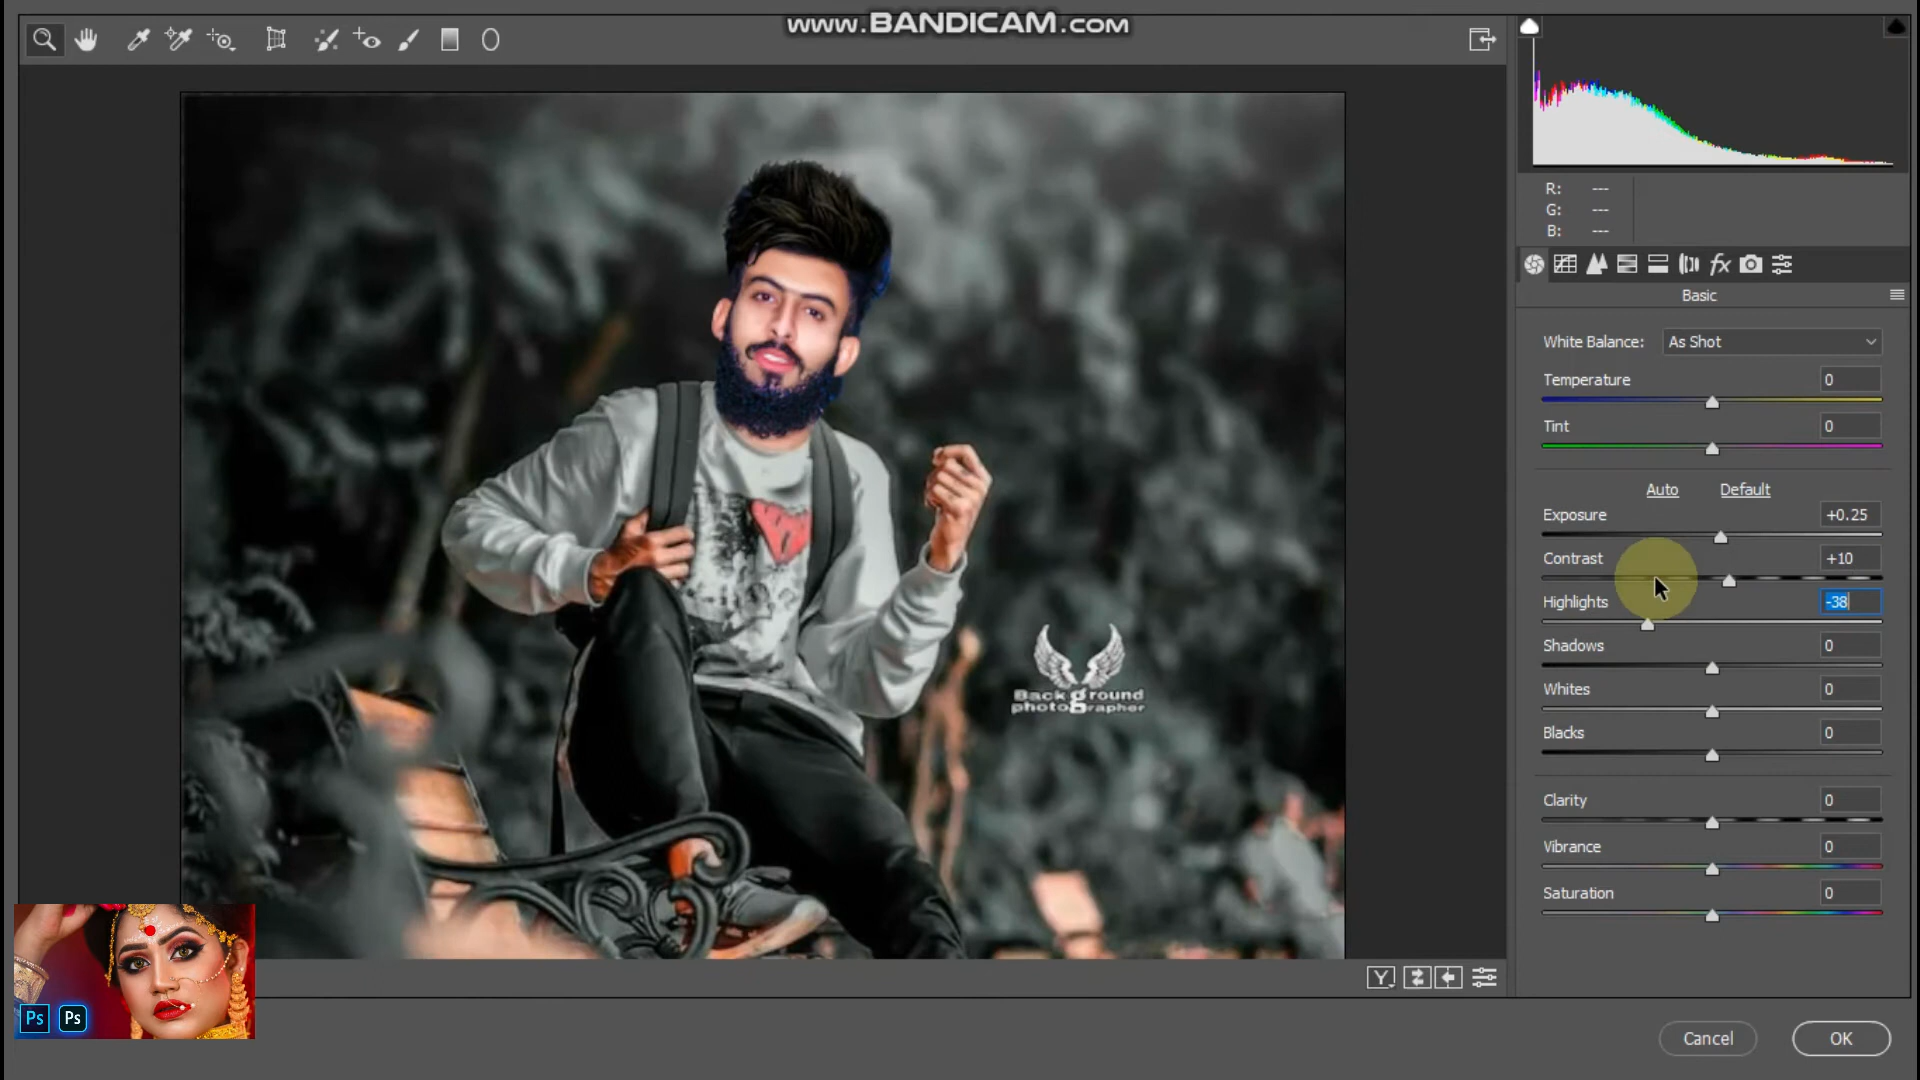 www.BANDICAM.com
R: ---
G: ---
B: ---
fx
Basic
White Balance: As Shot
Temperature 0
Tint 0
Auto Default
Exposure +0.25
Contrast +10
Highlights -38
Shadows 0
Whites 0
Blacks 0
Clarity 0
Vibrance 0
Saturation 0
Background
photographer
Y
Ps Ps
Cancel OK